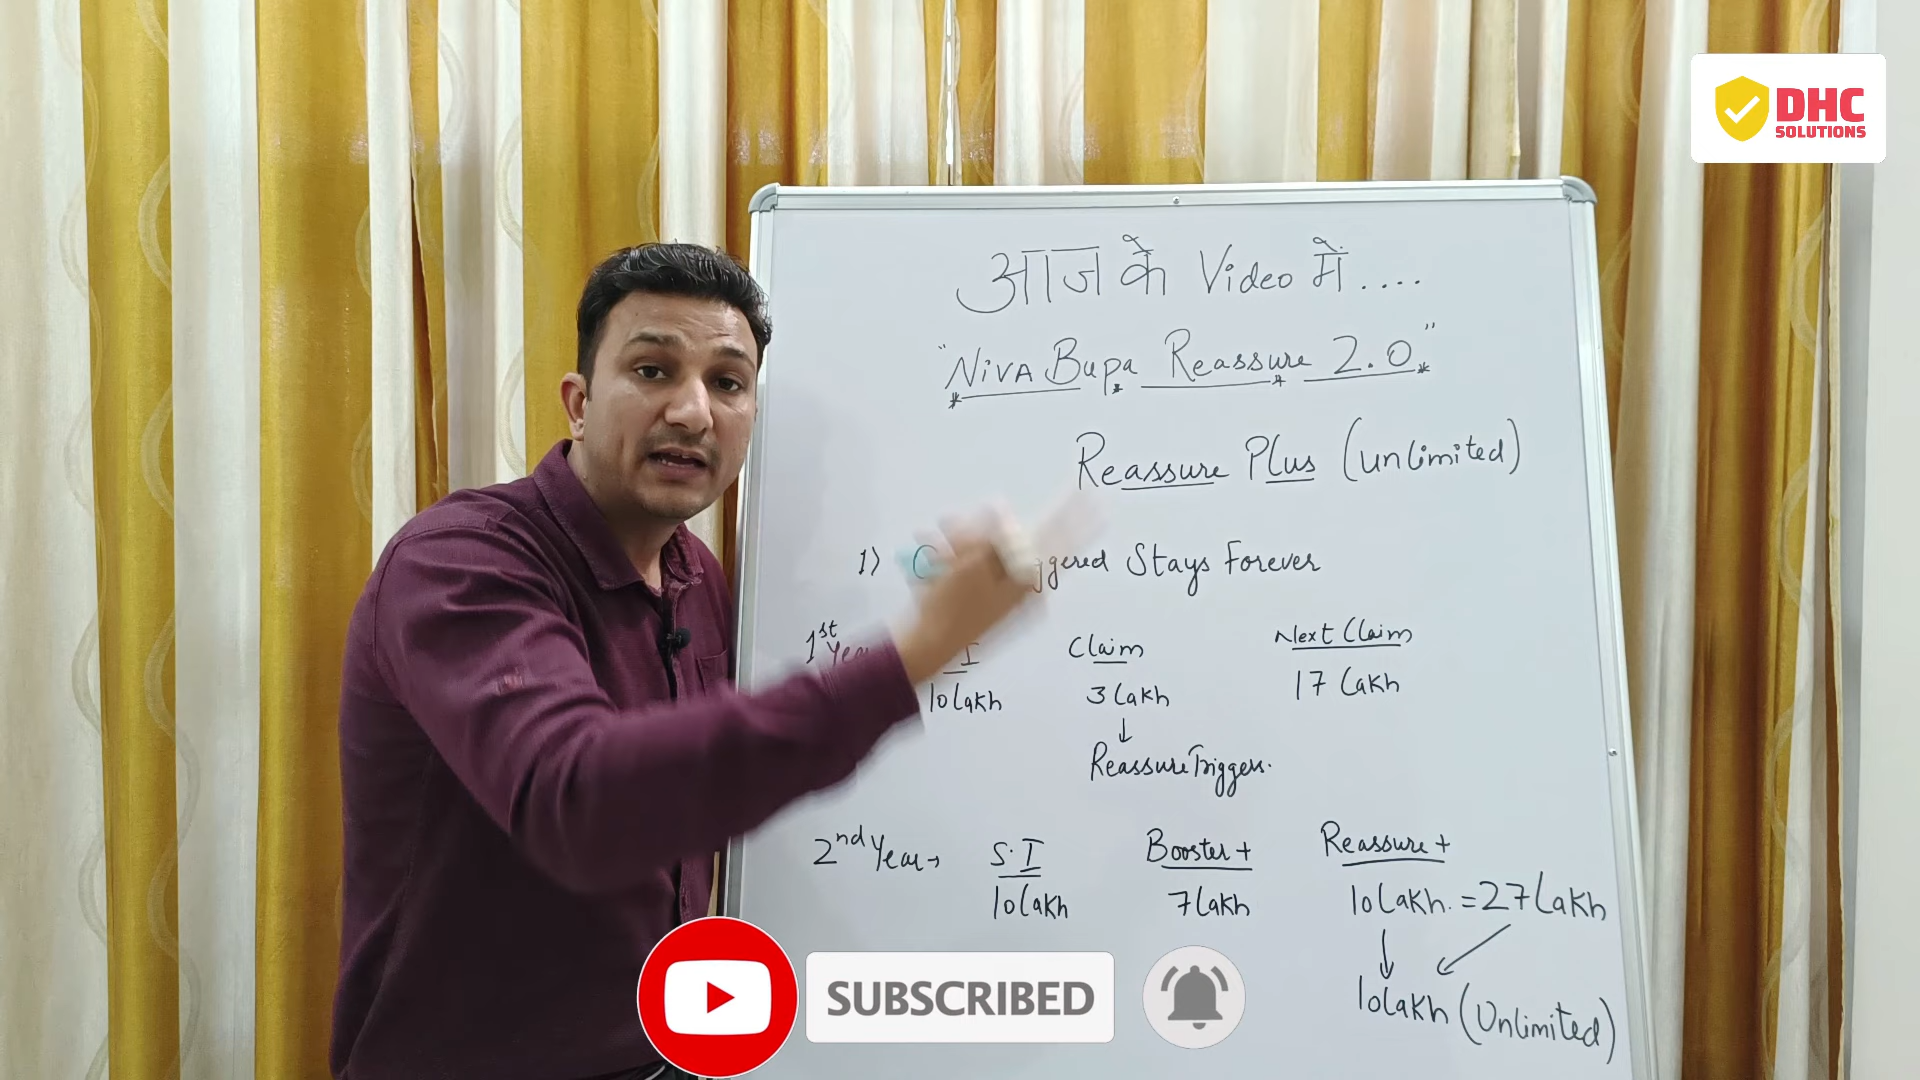 DHC
SOLUTIONS
आज के Video में....
"Niva Bupa Reassure 2.0"
Reassure Plus (unlimited)
1) Stays Forever
1st Year I Claim Next Claim
10 Lakh 3 Lakh 17 Lakh
↓
Reassure Triggers.
2nd Year→ S.I Booster+ Reassure+
10 Lakh 7 Lakh 10 Lakh. = 27 Lakh
10 Lakh (Unlimited)
SUBSCRIBED